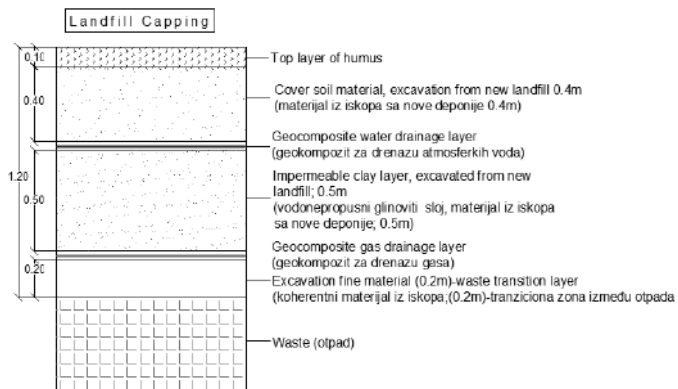 Landfill Capping
0.10
Top layer of humus
0.40
Cover soil material, excavation from new landfill 0.4m
(materijal iz iskopa sa nove deponije 0.4m)
Geocomposite water drainage layer
(geokompozit za drenazu atmosferkih voda)
1.20
0.50
Impermeable clay layer, excavated from new
landfill; 0.5m
(vodonepropusni glinoviti sloj, materijal iz iskopa
sa nove deponije; 0.5m)
Geocomposite gas drainage layer
(geokompozit za drenazu gasa)
0.20
Excavation fine material (0.2m)-waste transition layer
(koherentni materijal iz iskopa;(0.2m)-tranziciona zona između otpada
Waste (otpad)